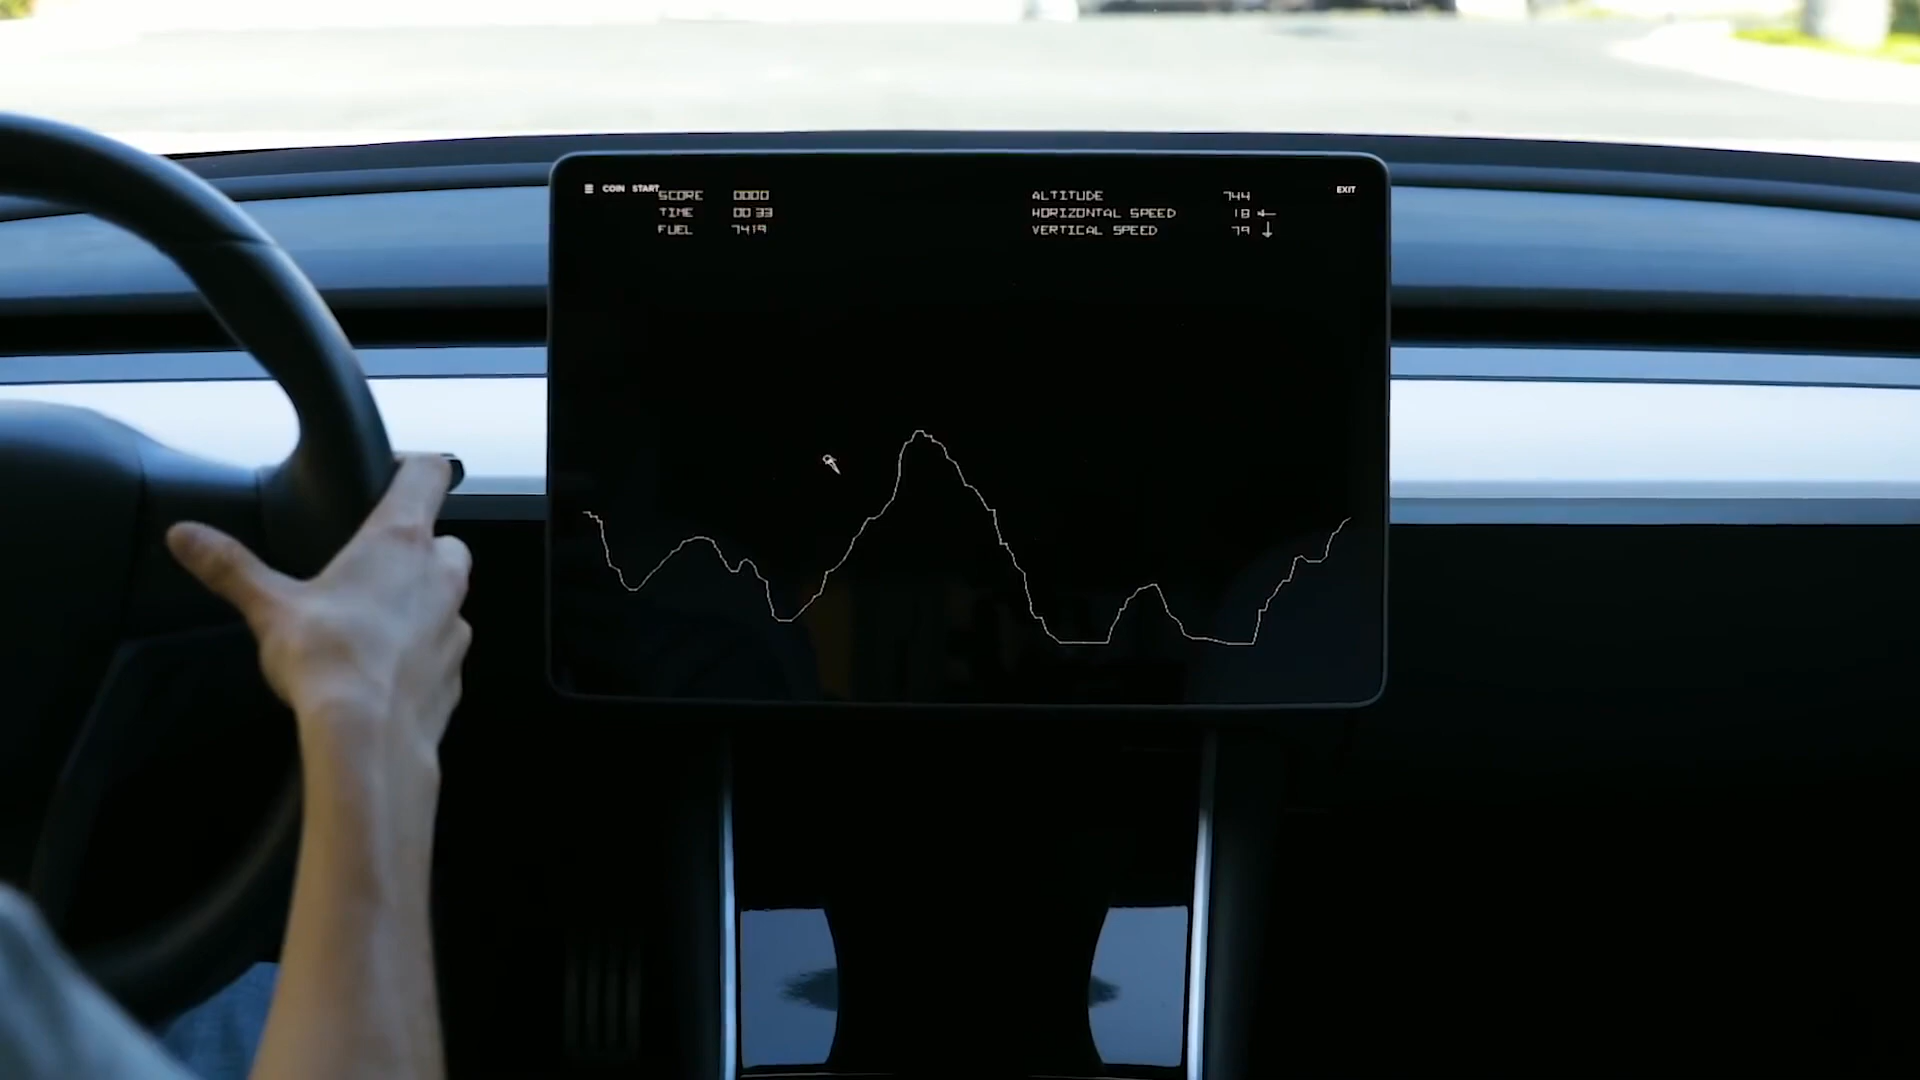 ☰ COIN START
EXIT
SCORE 0000
TIME 00 33
FUEL 7419
ALTITUDE 744
HORIZONTAL SPEED 18 ←
VERTICAL SPEED 79 ↓